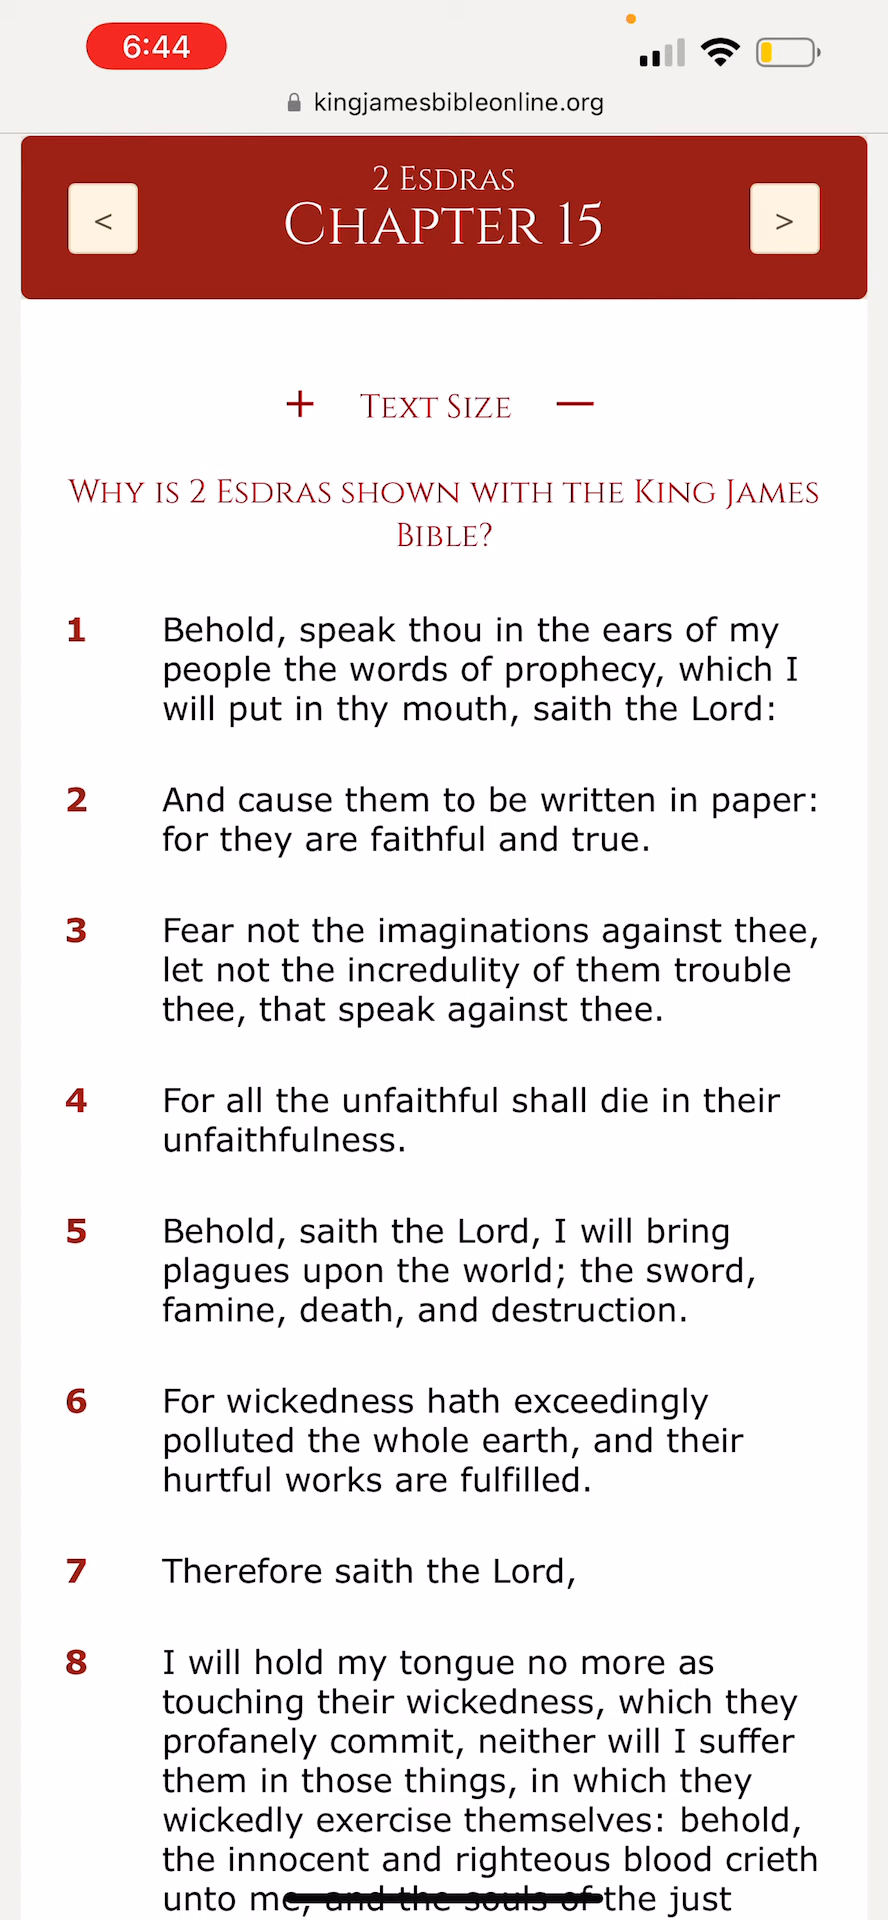 6:44
kingjamesbibleonline.org
2 Esdras
Chapter 15
<
>
+ Text Size —
Why is 2 Esdras shown with the King James
Bible?
1 Behold, speak thou in the ears of my
people the words of prophecy, which I
will put in thy mouth, saith the Lord:
2 And cause them to be written in paper:
for they are faithful and true.
3 Fear not the imaginations against thee,
let not the incredulity of them trouble
thee, that speak against thee.
4 For all the unfaithful shall die in their
unfaithfulness.
5 Behold, saith the Lord, I will bring
plagues upon the world; the sword,
famine, death, and destruction.
6 For wickedness hath exceedingly
polluted the whole earth, and their
hurtful works are fulfilled.
7 Therefore saith the Lord,
8 I will hold my tongue no more as
touching their wickedness, which they
profanely commit, neither will I suffer
them in those things, in which they
wickedly exercise themselves: behold,
the innocent and righteous blood crieth
unto me, and the souls of the just